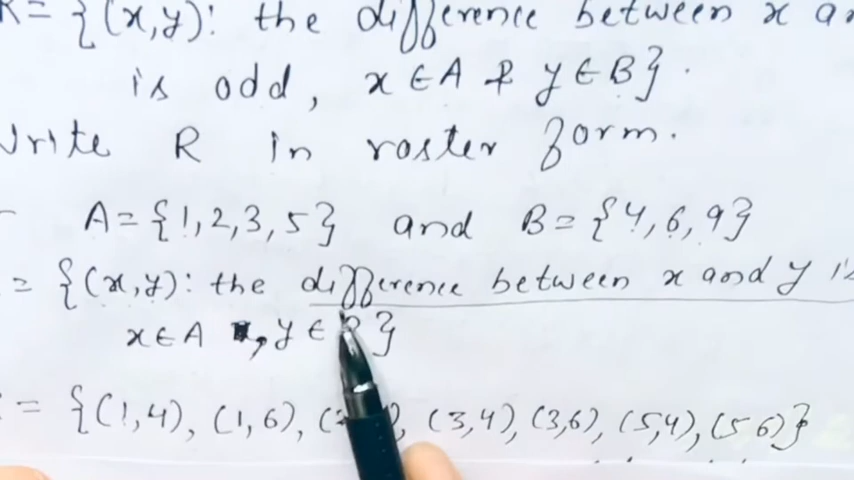 R = {(x,y): the difference between x
is odd, x ∈ A & y ∈ B}.
Write R in roster form.
A = {1,2,3,5} and B = {4,6,9}
= {(x,y): the difference between x and y is
x ∈ A , y ∈ }
= {(1,4), (1,6), ( ), (3,4), (3,6), (5,4), (5 6)}